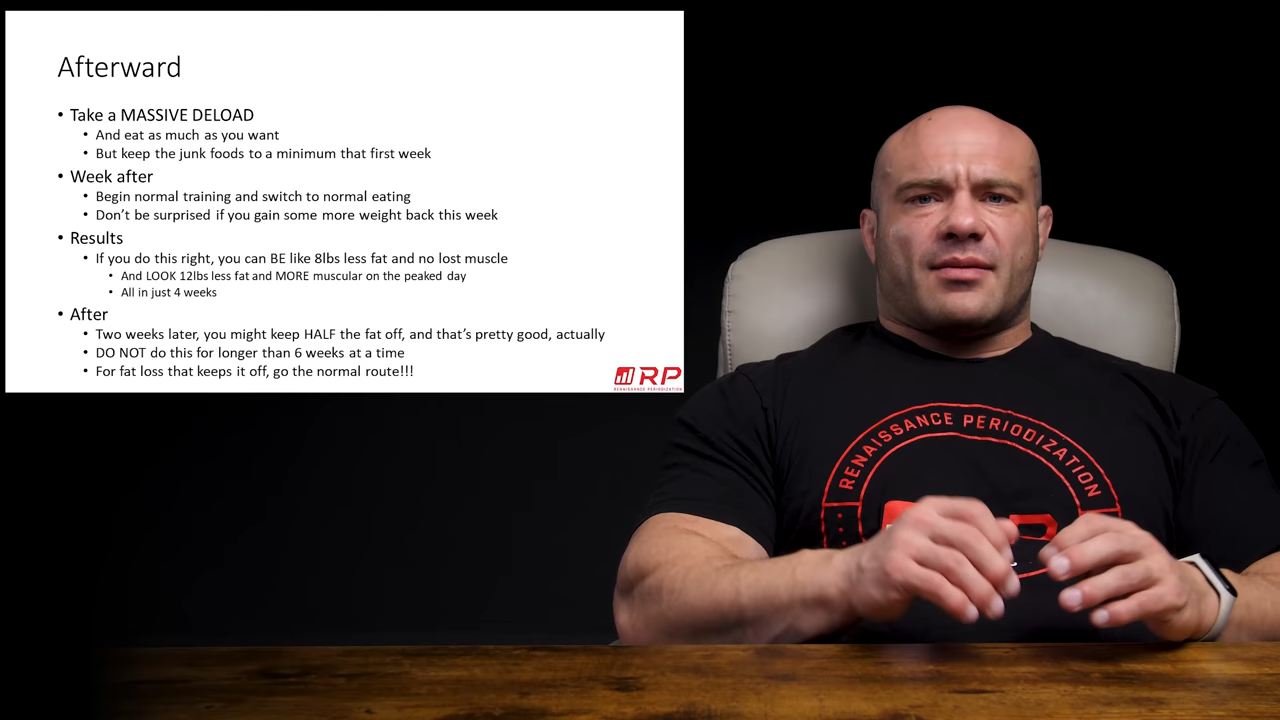 Afterward
• Take a MASSIVE DELOAD
• And eat as much as you want
• But keep the junk foods to a minimum that first week
• Week after
• Begin normal training and switch to normal eating
• Don't be surprised if you gain some more weight back this week
• Results
• If you do this right, you can BE like 8lbs less fat and no lost muscle
• And LOOK 12lbs less fat and MORE muscular on the peaked day
• All in just 4 weeks
• After
• Two weeks later, you might keep HALF the fat off, and that's pretty good, actually
• DO NOT do this for longer than 6 weeks at a time
• For fat loss that keeps it off, go the normal route!!!
RP
RENAISSANCE PERIODIZATION
RENAISSANCE PERIODIZATION